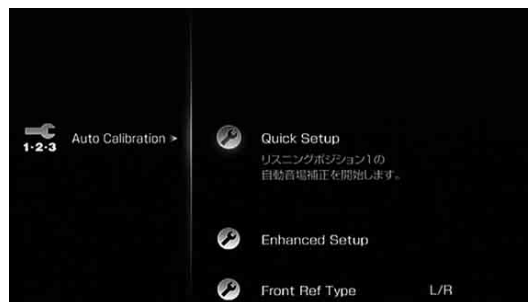 1・2・3
Auto Calibration ➤
Quick Setup
リスニングポジション1の
自動音場補正を開始します。
Enhanced Setup
Front Ref Type L/R